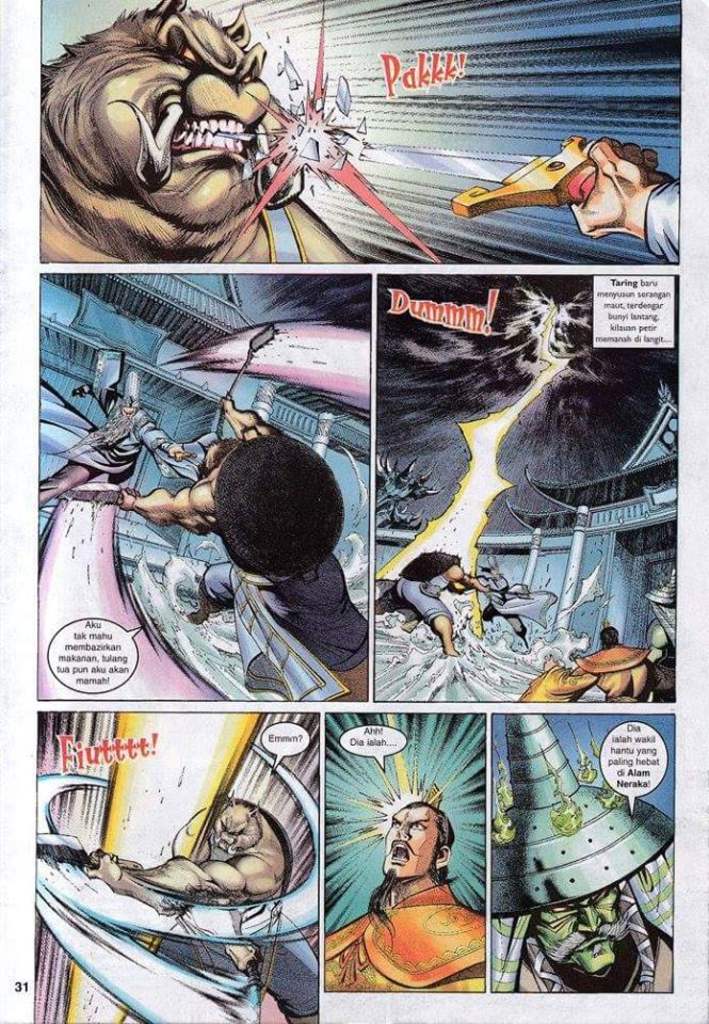 Pakkk!
Dummm!
Taring baru
menyusun serangan
maut, terdengar
bunyi lantang,
kilauan petir
memanah di langit...
Aku
tak mahu
membazirkan
makanan, tulang
tua pun aku akan
mamah!
Fiutttt!
Emmm?
Ahh!
Dia ialah....
Dia
ialah wakil
hantu yang
paling hebat
di Alam
Neraka!
31